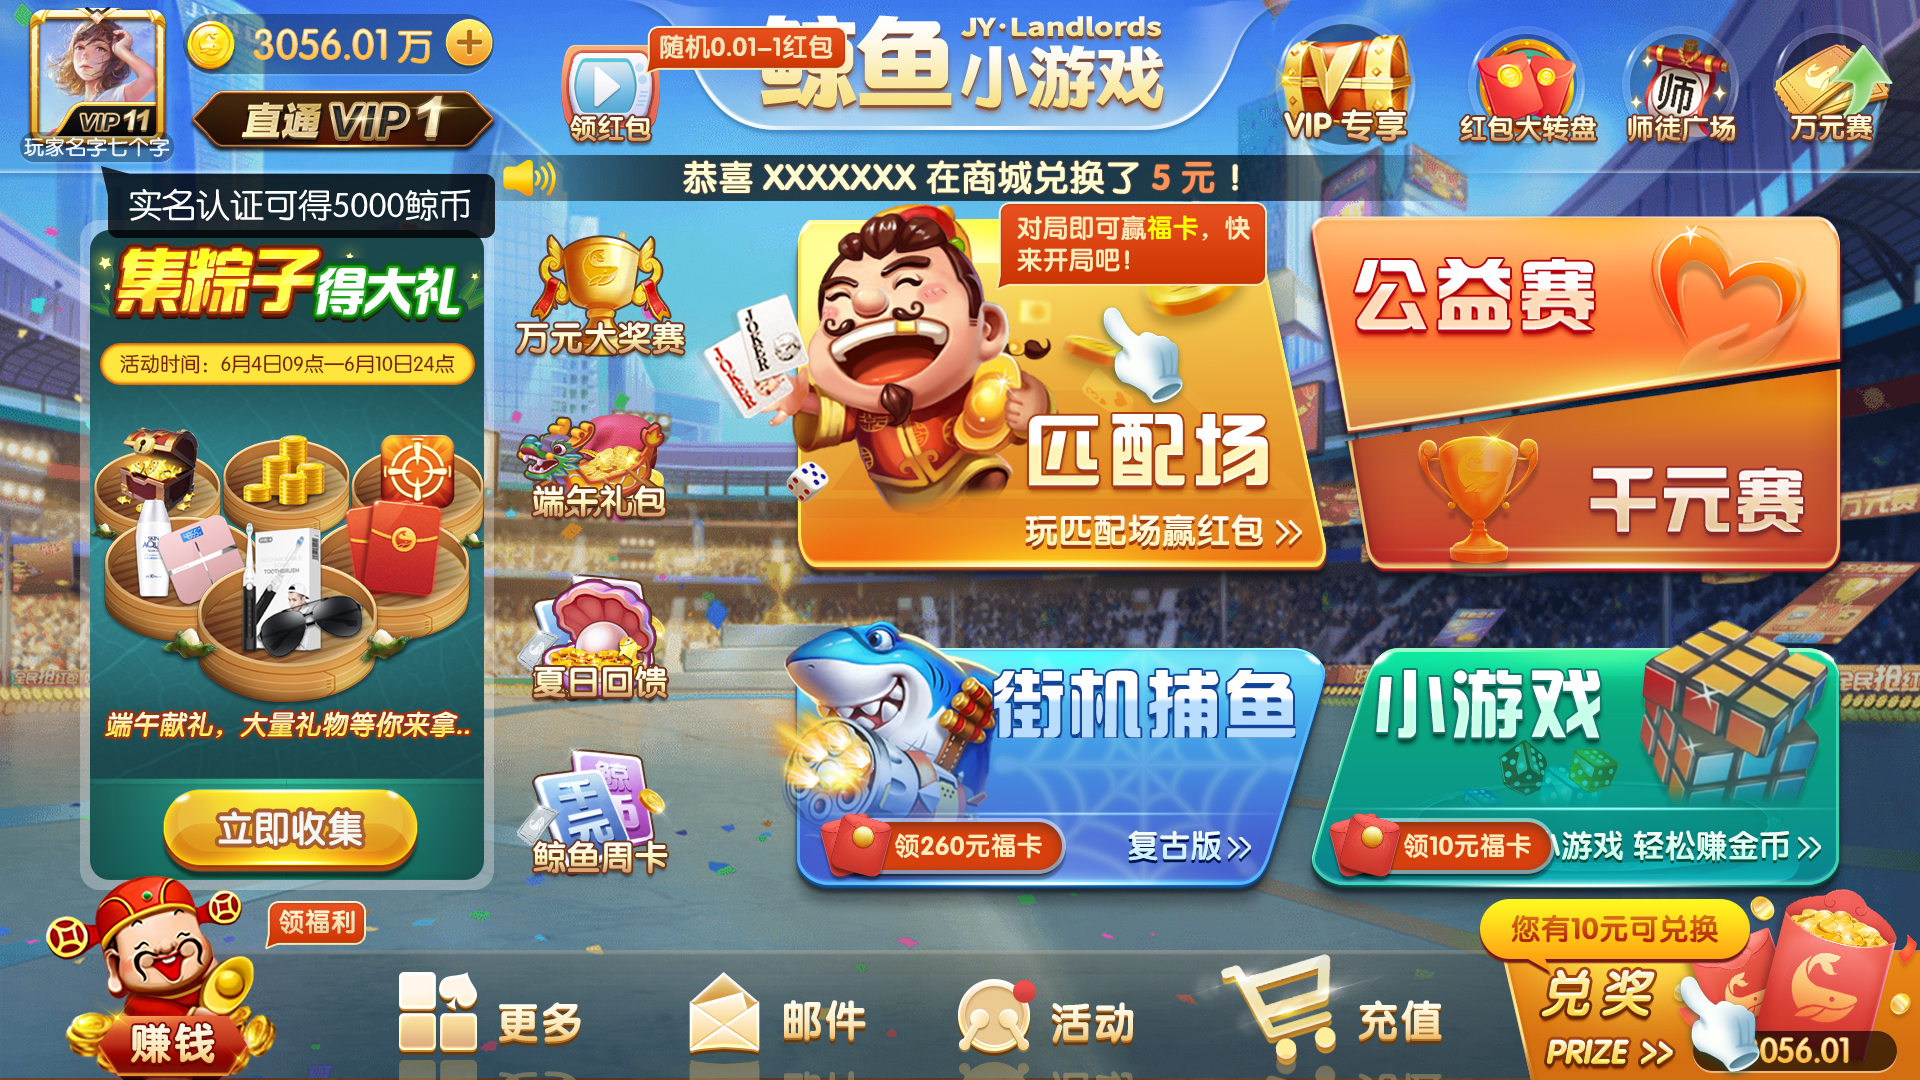 3056.01万
VIP 11
玩家名字七个字
直通VIP 1
随机0.01-1红包
领红包
鲸鱼
JY·Landlords
小游戏
VIP 专享
红包大转盘
师
师徒广场
万元赛
恭喜 XXXXXXX 在商城兑换了 5 元 !
实名认证可得5000鲸币
集粽子得大礼
活动时间：6月4日09点—6月10日24点
端午献礼，大量礼物等你来拿..
立即收集
万元大奖赛
端午礼包
夏日回馈
鲸币
千元
鲸鱼周卡
JOKER
JOKER
对局即可赢福卡，快
来开局吧！
匹配场
玩匹配场赢红包 >>
公益赛
千元赛
街机捕鱼
领260元福卡
复古版>>
小游戏
领10元福卡
游戏 轻松赚金币>>
领福利
赚钱
更多
邮件
活动
充值
您有10元可兑换
兑奖
PRIZE >>
056.01